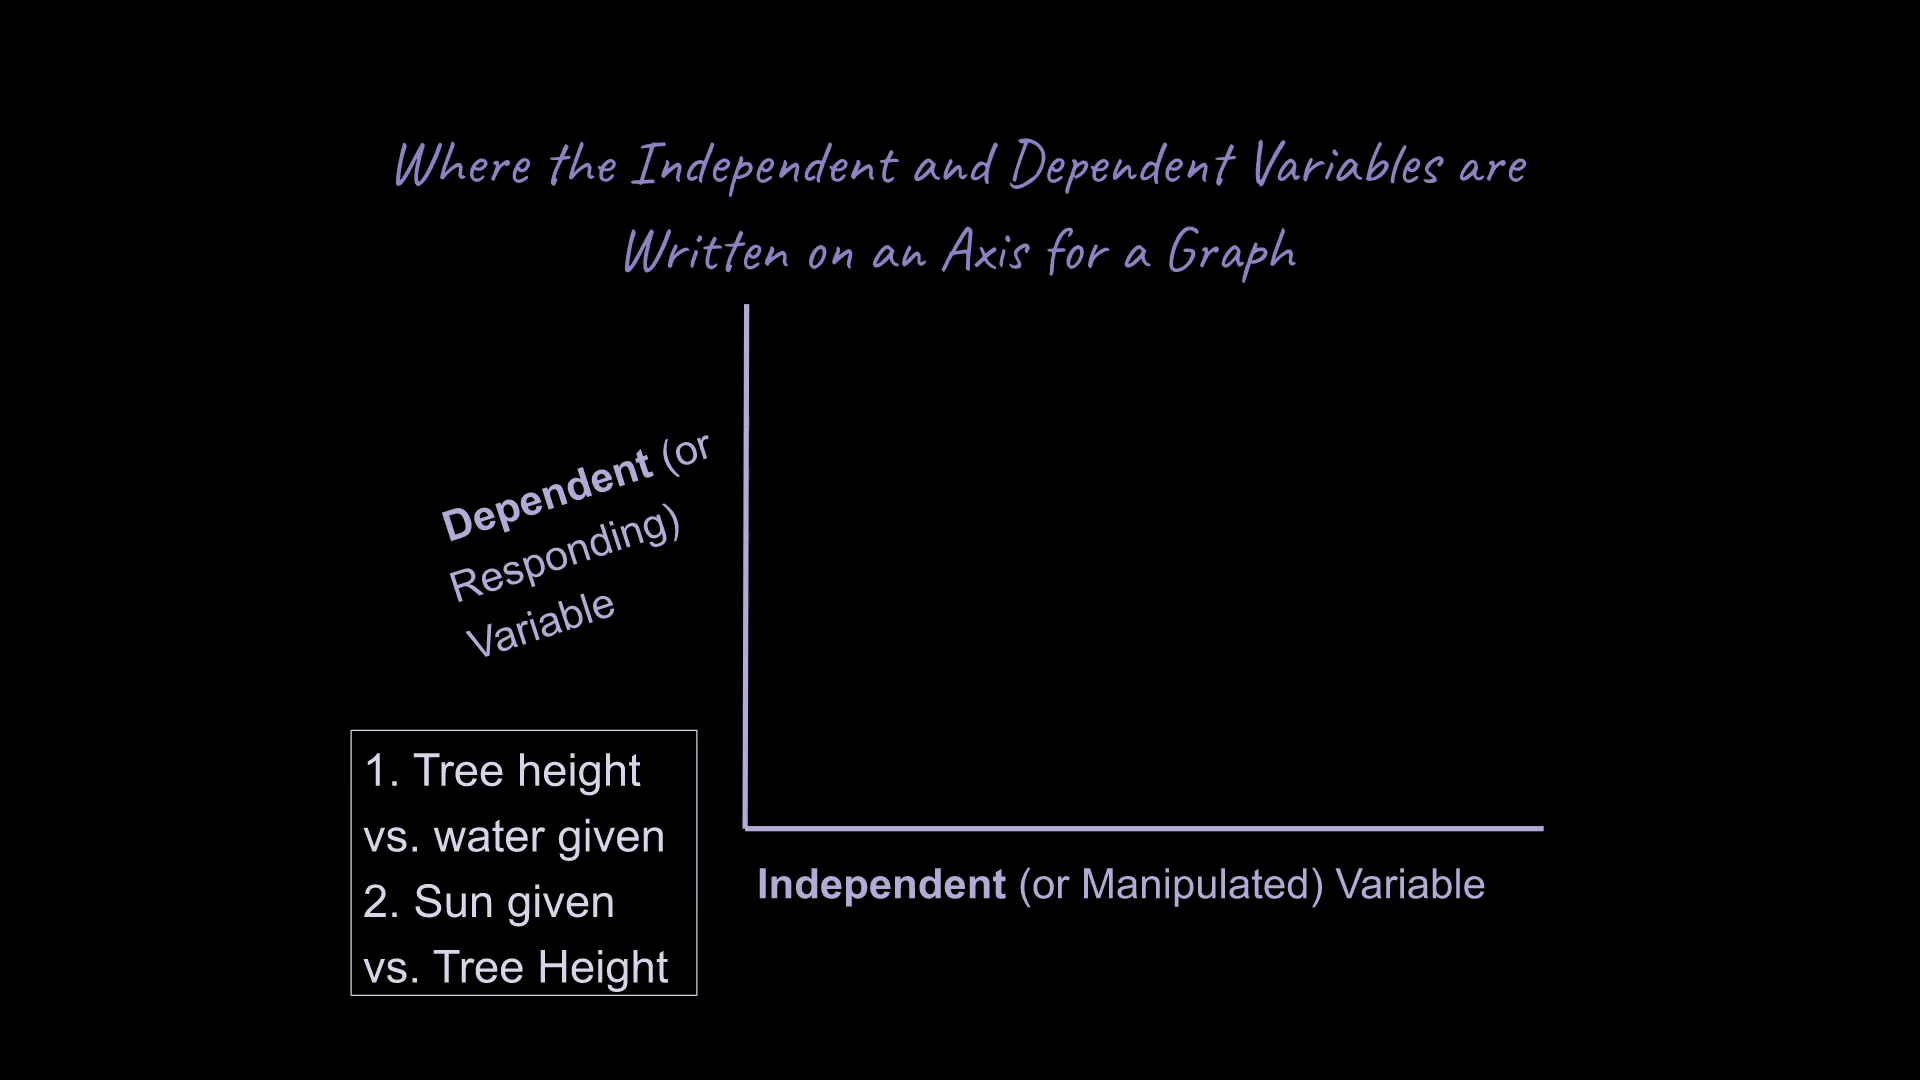 Where the Independent and Dependent Variables are
Written on an Axis for a Graph
Dependent (or
Responding)
Variable
1. Tree height
vs. water given
2. Sun given
vs. Tree Height
Independent (or Manipulated) Variable